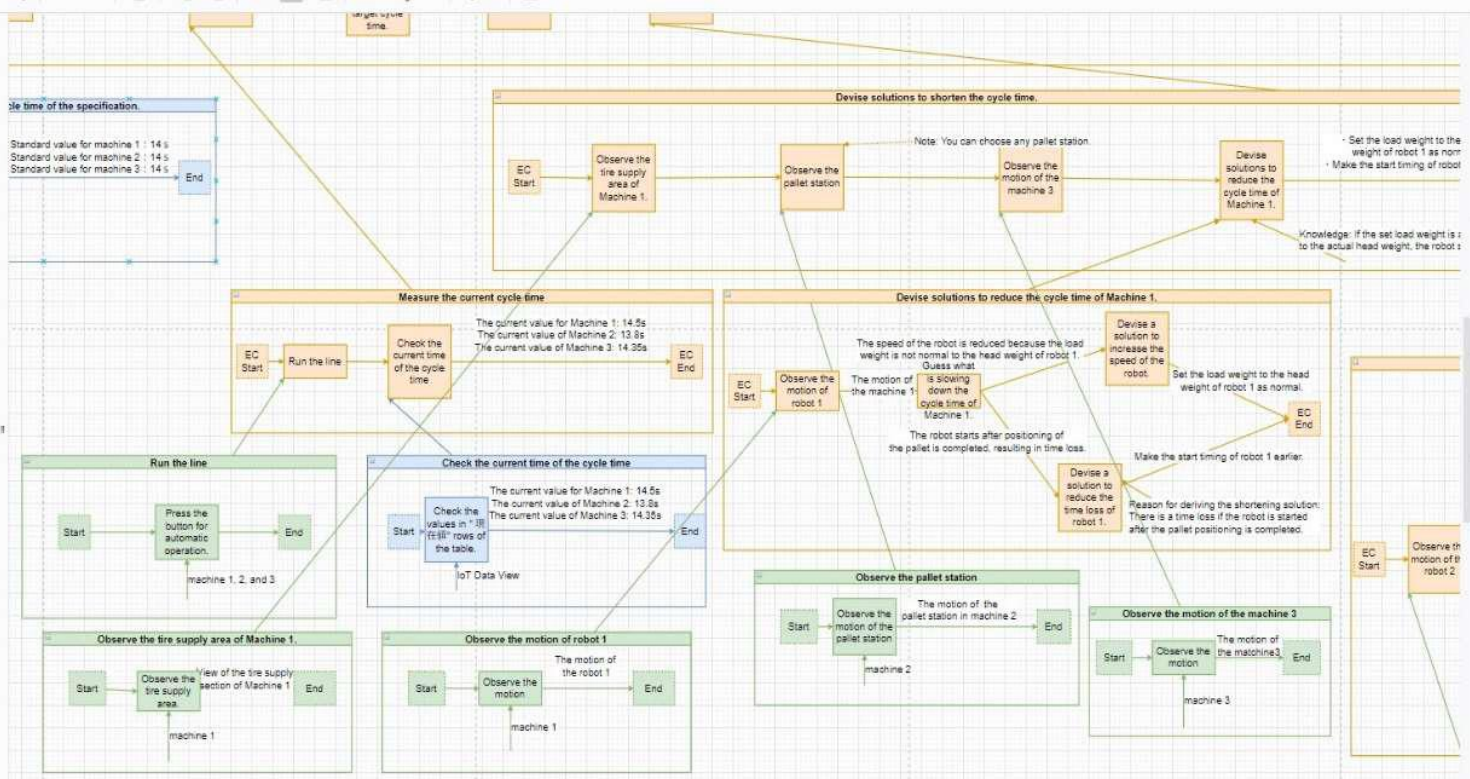 target cycle
time.
cle time of the specification.
Standard value for machine 1 : 14 s
Standard value for machine 2 : 14 s
Standard value for machine 3 : 14 s
End
Devise solutions to shorten the cycle time.
EC
Start
Observe the
tire supply
area of
Machine 1.
Observe the
pallet station
Note: You can choose any pallet station.
Observe the
motion of the
machine 3
Devise
solutions to
reduce the
cycle time of
Machine 1.
· Set the load weight to the
weight of robot 1 as norm
· Make the start timing of robot
Knowledge: If the set load weight is
to the actual head weight, the robot
Measure the current cycle time
EC
Start
Run the line
Check the
current time
of the cycle
time
The current value for Machine 1: 14.5s
The current value of Machine 2: 13.8s
The current value of Machine 3: 14.35s
EC
End
Devise solutions to reduce the cycle time of Machine 1.
EC
Start
Observe the
motion of
robot 1
The motion of
the machine 1
The speed of the robot is reduced because the load
weight is not normal to the head weight of robot 1.
Guess what
is slowing
down the
cycle time of
Machine 1.
The robot starts after positioning of
the pallet is completed, resulting in time loss.
Devise a
solution to
increase the
speed of the
robot.
Set the load weight to the head
weight of robot 1 as normal.
EC
End
Make the start timing of robot 1 earlier.
Devise a
solution to
reduce the
time loss of
robot 1.
Reason for deriving the shortening solution:
There is a time loss if the robot is started
after the pallet positioning is completed.
Run the line
Start
Press the
button for
automatic
operation.
End
machine 1, 2, and 3
Check the current time of the cycle time
Start
Check the
values in " 現
在値" rows of
the table.
The current value for Machine 1: 14.5s
The current value of Machine 2: 13.8s
The current value of Machine 3: 14.35s
End
IoT Data View
EC
Start
Observe th
motion of th
robot 2
Observe the tire supply area of Machine 1.
Start
Observe the
tire supply
area.
View of the tire supply
section of Machine 1
End
machine 1
Observe the motion of robot 1
Start
Observe the
motion
The motion of
the robot 1
End
machine 1
Observe the pallet station
Start
Observe the
motion of the
pallet station
The motion of the
pallet station in machine 2
End
machine 2
Observe the motion of the machine 3
Start
Observe the
motion
The motion of
the matchine3
End
machine 3